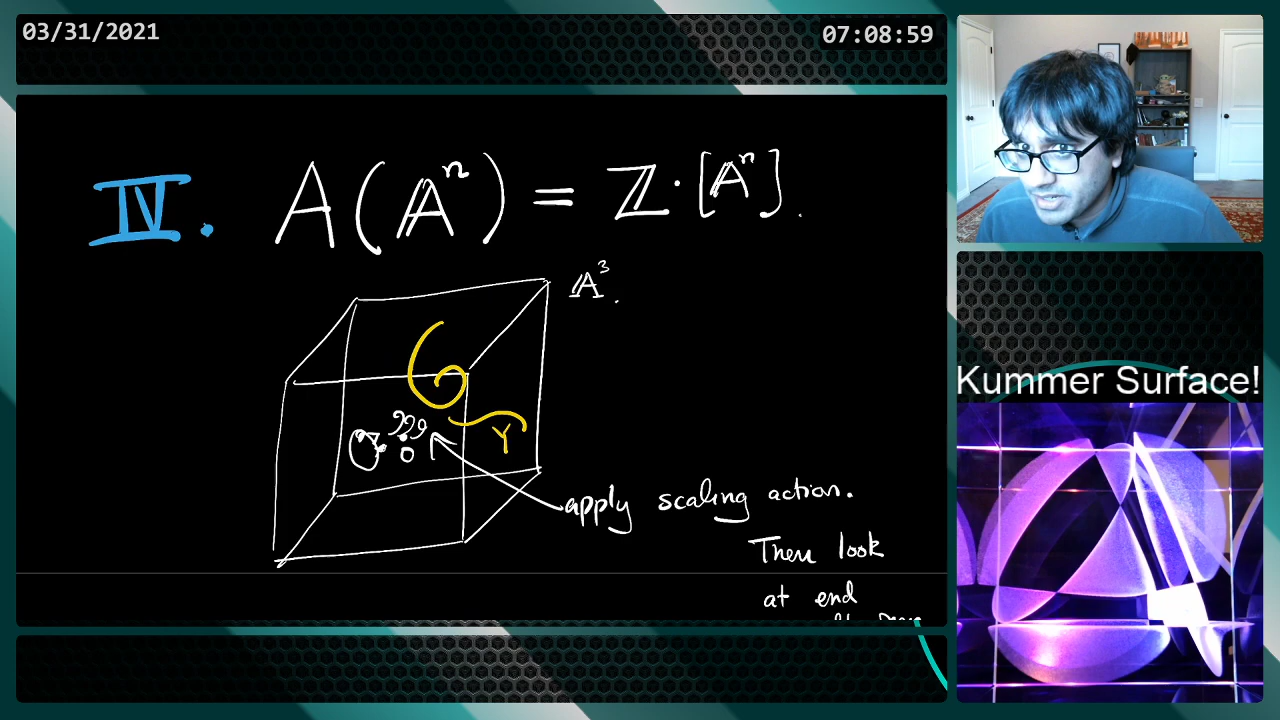 03/31/2021
07:08:59
IV. A(𝔸ⁿ) = ℤ·[𝔸ⁿ].
𝔸³.
Y
0
apply scaling action.
Then look
at end
Kummer Surface!